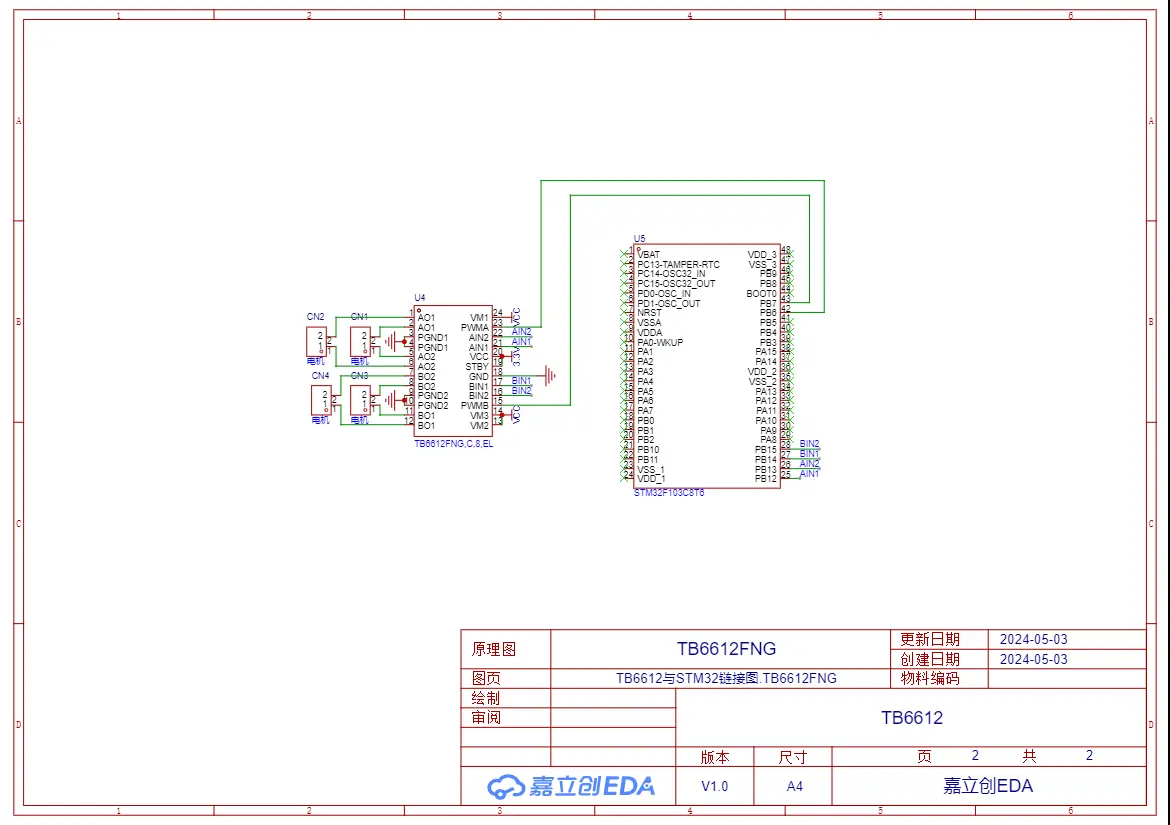 1 2 3 4 5 6
A A
U5
1 VBAT VDD_3 48
2 PC13-TAMPER-RTC VSS_3 47
3 PC14-OSC32_IN PB9 46
4 PC15-OSC32_OUT PB8 45
5 PD0-OSC_IN BOOT0 44
6 PD1-OSC_OUT PB7 43
7 NRST PB6 42
8 VSSA PB5 41
9 VDDA PB4 40
10 PA0-WKUP PB3 39
11 PA1 PA15 38
12 PA2 PA14 37
13 PA3 VDD_2 36
14 PA4 VSS_2 35
15 PA5 PA13 34
16 PA6 PA12 33
17 PA7 PA11 32
18 PB0 PA10 31
19 PB1 PA9 30
20 PB2 PA8 29
21 PB10 PB15 28 BIN2
22 PB11 PB14 27 BIN1
23 VSS_1 PB13 26 AIN2
24 VDD_1 PB12 25 AIN1
STM32F103C8T6
U4
1 AO1 VM1 24 VCC
2 AO1 PWMA 23
3 PGND1 AIN2 22 AIN2
4 PGND1 AIN1 21 AIN1
5 AO2 VCC 20 3.3V
6 AO2 STBY 19
7 BO2 GND 18
8 BO2 BIN1 17 BIN1
9 PGND2 BIN2 16 BIN2
10 PGND2 PWMB 15
11 BO1 VM3 14 VCC
12 BO1 VM2 13
TB6612FNG,C,8,EL
CN2 CN1
2 2 2 2
1 1 1 1
电机 电机
CN4 CN3
2 2 2 2
1 1 1 1
电机 电机
B B
C C
D D
原理图 TB6612FNG 更新日期 2024-05-03
创建日期 2024-05-03
图页 TB6612与STM32链接图.TB6612FNG 物料编码
绘制
审阅 TB6612
版本 尺寸 页 2 共 2
嘉立创EDA V1.0 A4 嘉立创EDA
1 2 3 4 5 6